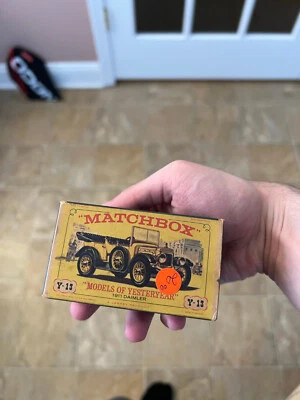 "MATCHBOX"
"MODELS OF YESTERYEAR"
1911 DAIMLER
Y-13
Y-13